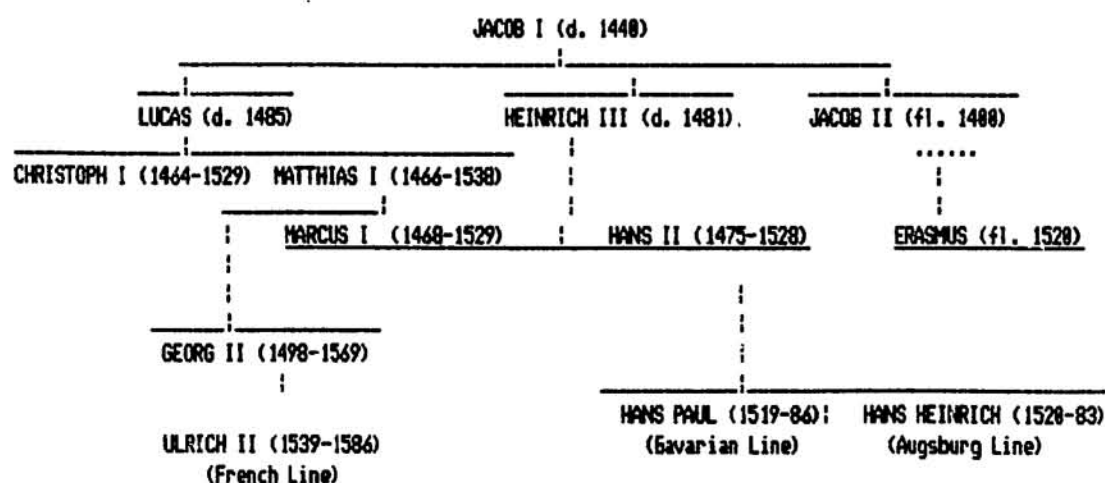 JACOB I (d. 1440)
LUCAS (d. 1485) HEINRICH III (d. 1481). JACOB II (fl. 1400)
......
CHRISTOPH I (1464-1529) MATTHIAS I (1466-1538)
MARCUS I (1468-1529) HANS II (1475-1528) ERASMUS (fl. 1520)
GEORG II (1498-1569)
HANS PAUL (1519-86) HANS HEINRICH (1520-83)
ULRICH II (1539-1586) (Gavarian Line) (Augsburg Line)
(French Line)